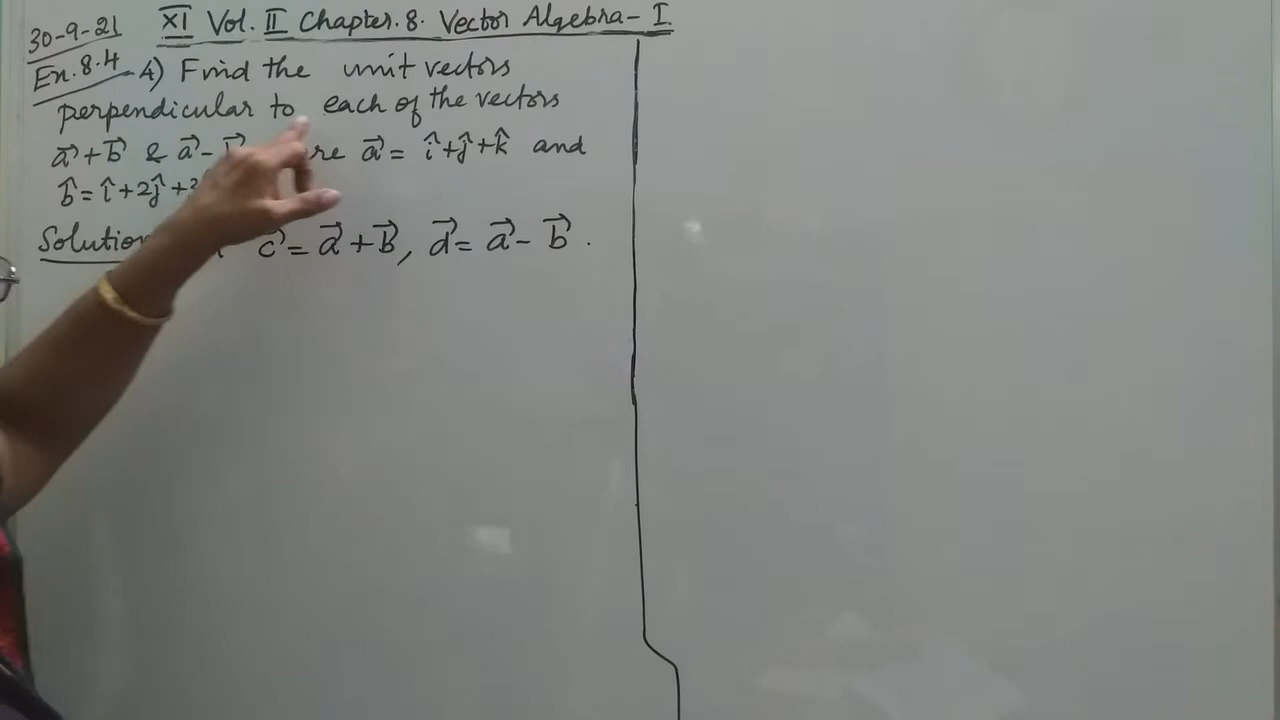 30-9-21 XI Vol. II Chapter.8. Vector Algebra-I
Ex.8.4 4) Find the unit vectors
perpendicular to each of the vectors
a⃗+b⃗ & a⃗- a⃗= î+ĵ+k̂ and
b⃗=î+2ĵ+3
Solution c⃗=a⃗+b⃗, d⃗=a⃗-b⃗.